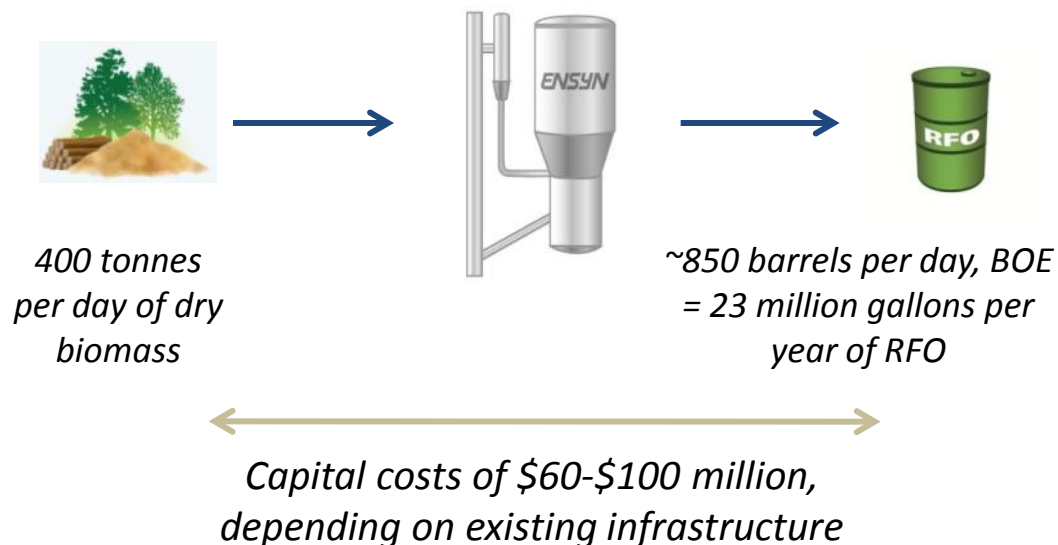 ENSYN
RFO
400 tonnes
per day of dry
biomass
~850 barrels per day, BOE
= 23 million gallons per
year of RFO
Capital costs of $60-$100 million,
depending on existing infrastructure